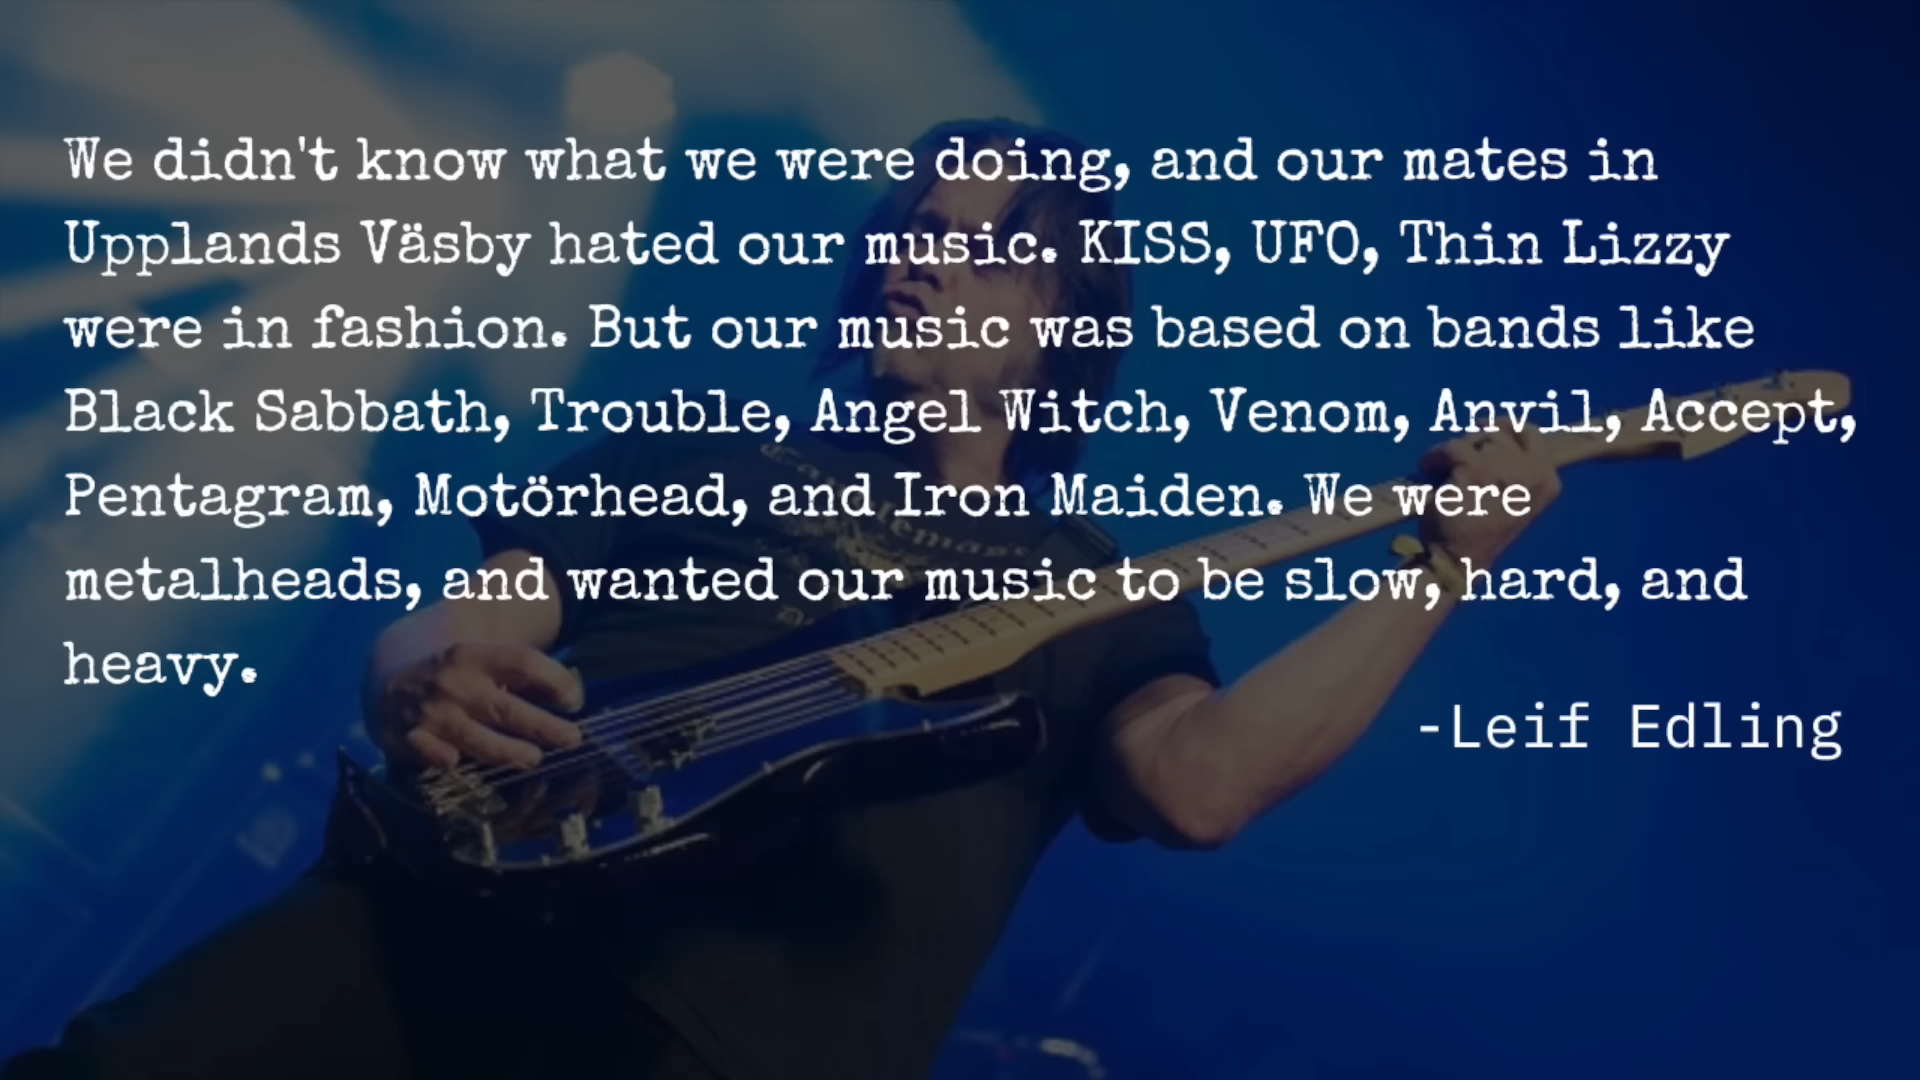 We didn't know what we were doing, and our mates in
Upplands Väsby hated our music. KISS, UFO, Thin Lizzy
were in fashion. But our music was based on bands like
Black Sabbath, Trouble, Angel Witch, Venom, Anvil, Accept,
Pentagram, Motörhead, and Iron Maiden. We were
metalheads, and wanted our music to be slow, hard, and
heavy.
-Leif Edling